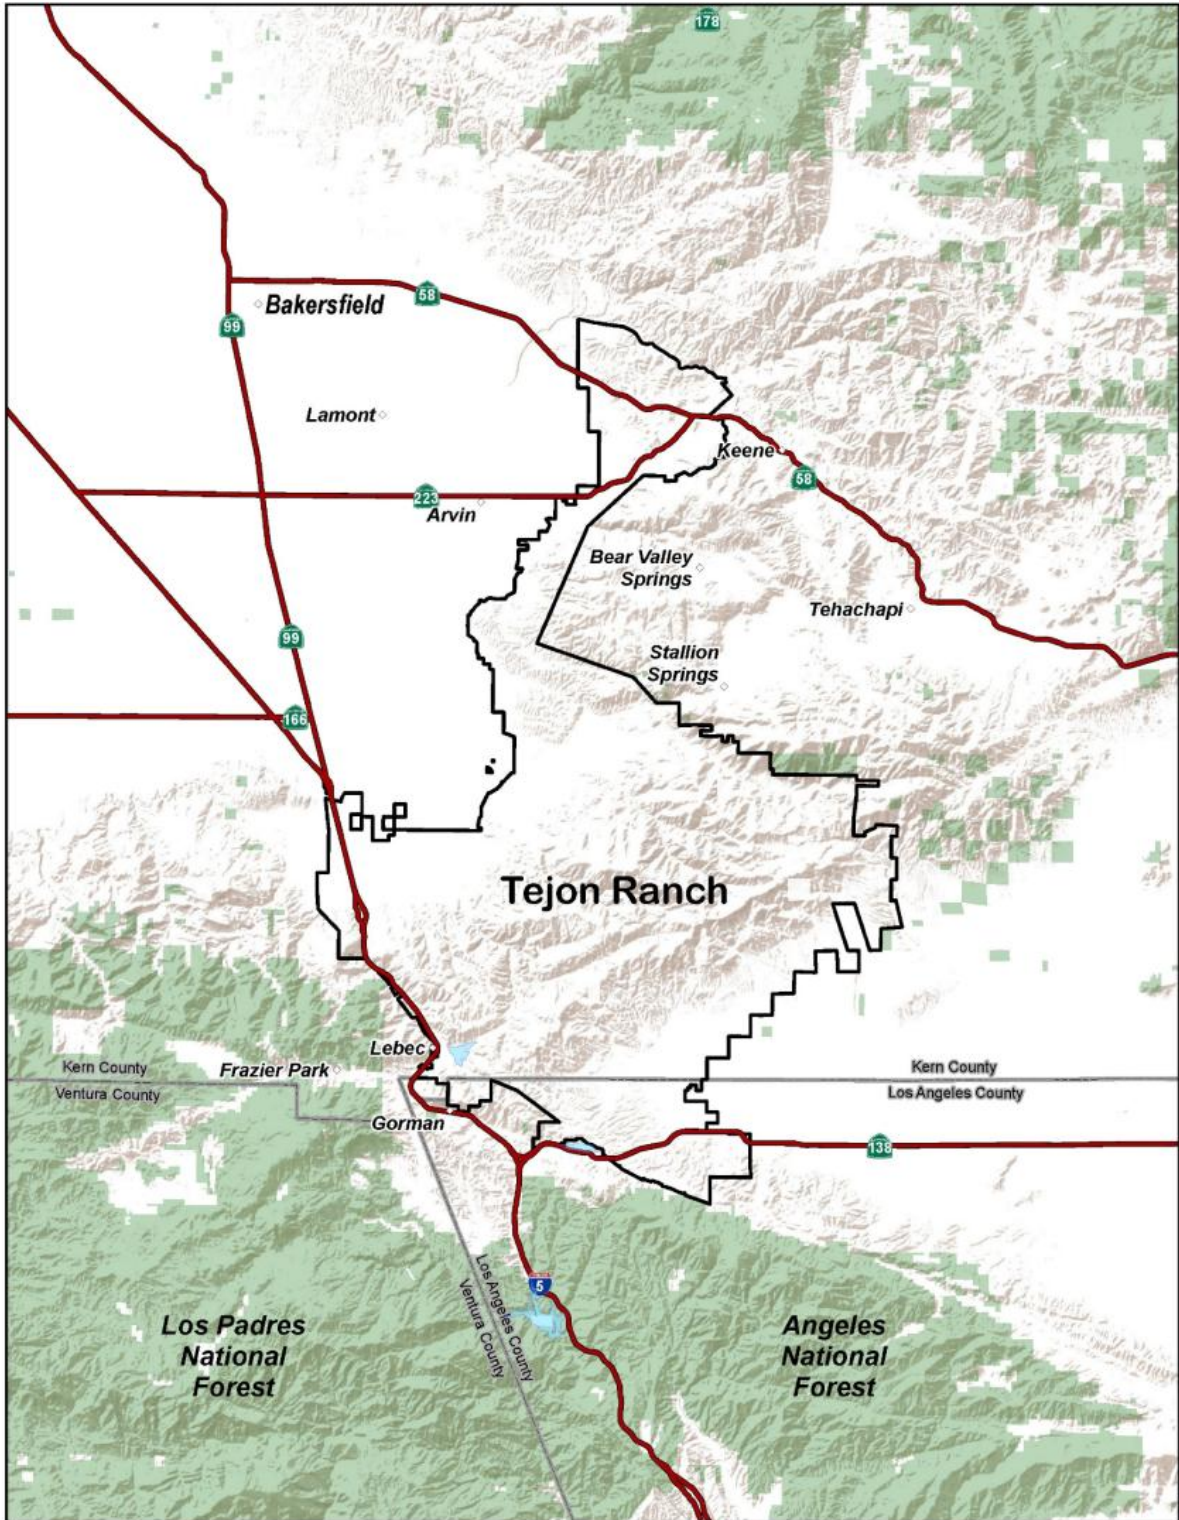 178
58
Bakersfield
99
Lamont
Keene
58
223
Arvin
Bear Valley
Springs
Tehachapi
99
Stallion
Springs
166
Tejon Ranch
Lebec
Frazier Park
Kern County
Ventura County
Kern County
Los Angeles County
Gorman
138
Los Angeles County
Ventura County
5
Los Padres
National
Forest
Angeles
National
Forest